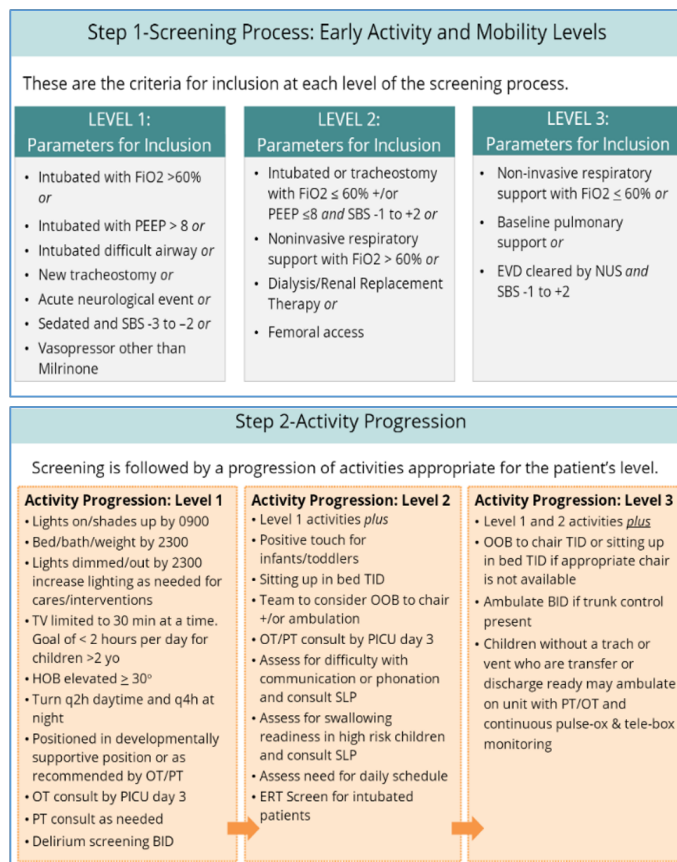 Step 1-Screening Process: Early Activity and Mobility Levels
These are the criteria for inclusion at each level of the screening process.
LEVEL 1:
Parameters for Inclusion
• Intubated with FiO2 >60%
or
• Intubated with PEEP > 8 or
• Intubated difficult airway or
• New tracheostomy or
• Acute neurological event or
• Sedated and SBS -3 to –2 or
• Vasopressor other than
Milrinone
LEVEL 2:
Parameters for Inclusion
• Intubated or tracheostomy
with FiO2 ≤ 60% +/or
PEEP ≤8 and SBS -1 to +2 or
• Noninvasive respiratory
support with FiO2 > 60% or
• Dialysis/Renal Replacement
Therapy or
• Femoral access
LEVEL 3:
Parameters for Inclusion
• Non-invasive respiratory
support with FiO2 ≤ 60% or
• Baseline pulmonary
support or
• EVD cleared by NUS and
SBS -1 to +2
Step 2-Activity Progression
Screening is followed by a progression of activities appropriate for the patient's level.
Activity Progression: Level 1
• Lights on/shades up by 0900
• Bed/bath/weight by 2300
• Lights dimmed/out by 2300
increase lighting as needed for
cares/interventions
• TV limited to 30 min at a time.
Goal of < 2 hours per day for
children >2 yo
• HOB elevated ≥ 30°
• Turn q2h daytime and q4h at
night
• Positioned in developmentally
supportive position or as
recommended by OT/PT
• OT consult by PICU day 3
• PT consult as needed
• Delirium screening BID
Activity Progression: Level 2
• Level 1 activities plus
• Positive touch for
infants/toddlers
• Sitting up in bed TID
• Team to consider OOB to chair
+/or ambulation
• OT/PT consult by PICU day 3
• Assess for difficulty with
communication or phonation
and consult SLP
• Assess for swallowing
readiness in high risk children
and consult SLP
• Assess need for daily schedule
• ERT Screen for intubated
patients
Activity Progression: Level 3
• Level 1 and 2 activities plus
• OOB to chair TID or sitting up
in bed TID if appropriate chair
is not available
• Ambulate BID if trunk control
present
• Children without a trach or
vent who are transfer or
discharge ready may ambulate
on unit with PT/OT and
continuous pulse-ox & tele-box
monitoring